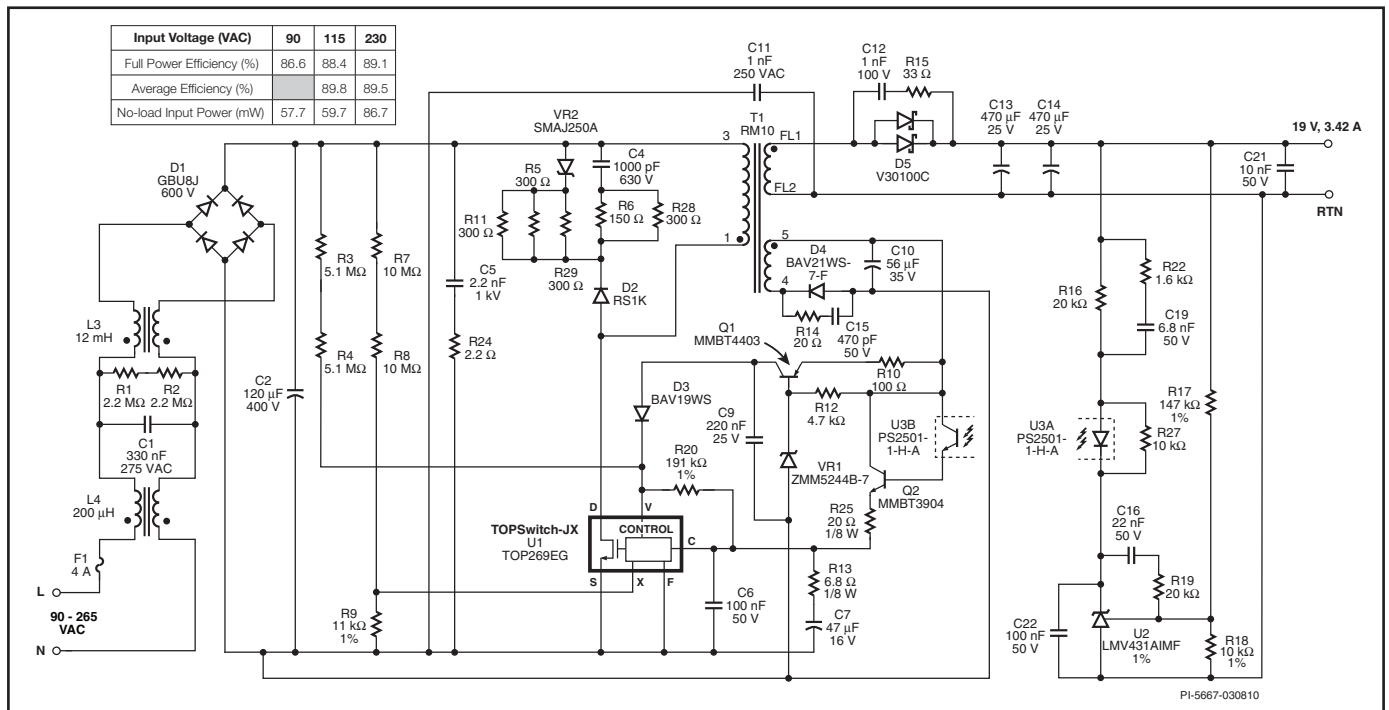 Input Voltage (VAC) 90 115 230
Full Power Efficiency (%) 86.6 88.4 89.1
Average Efficiency (%) 89.8 89.5
No-load Input Power (mW) 57.7 59.7 86.7
C11
1 nF
250 VAC
C12
1 nF
100 V
R15
33 Ω
VR2
SMAJ250A
T1
RM10
3
FL1
FL2
1
5
4
D5
V30100C
C13
470 µF
25 V
C14
470 µF
25 V
19 V, 3.42 A
C21
10 nF
50 V
RTN
D1
GBU8J
600 V
R5
300 Ω
C4
1000 pF
630 V
R11
300 Ω
R6
150 Ω
R28
300 Ω
R29
300 Ω
D2
RS1K
R3
5.1 MΩ
R7
10 MΩ
C5
2.2 nF
1 kV
D4
BAV21WS-
7-F
C10
56 µF
35 V
R14
20 Ω
C15
470 pF
50 V
R16
20 kΩ
R22
1.6 kΩ
C19
6.8 nF
50 V
L3
12 mH
R1
2.2 MΩ
R2
2.2 MΩ
C1
330 nF
275 VAC
L4
200 µH
F1
4 A
L
90 - 265
VAC
N
C2
120 µF
400 V
R4
5.1 MΩ
R8
10 MΩ
R24
2.2 Ω
Q1
MMBT4403
R10
100 Ω
D3
BAV19WS
C9
220 nF
25 V
R12
4.7 kΩ
U3B
PS2501-
1-H-A
R20
191 kΩ
1%
VR1
ZMM5244B-7
Q2
MMBT3904
R25
20 Ω
1/8 W
U3A
PS2501-
1-H-A
R27
10 kΩ
R17
147 kΩ
1%
D
V
CONTROL
C
S
X
F
TOPSwitch-JX
U1
TOP269EG
R9
11 kΩ
1%
C6
100 nF
50 V
R13
6.8 Ω
1/8 W
C7
47 µF
16 V
C16
22 nF
50 V
R19
20 kΩ
C22
100 nF
50 V
U2
LMV431AIMF
1%
R18
10 kΩ
1%
PI-5667-030810